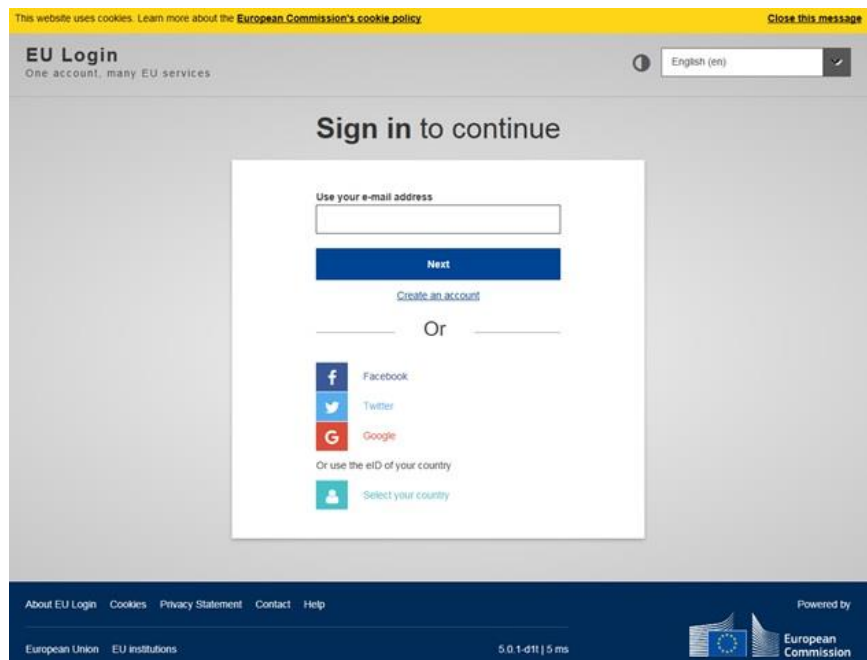 This website uses cookies. Learn more about the European Commission's cookie policy Close this message
EU Login
One account, many EU services
English (en)
Sign in to continue
Use your e-mail address
Next
Create an account
Or
Facebook
Twitter
Google
Or use the eID of your country
Select your country
About EU Login Cookies Privacy Statement Contact Help Powered by
European Union EU institutions 5.0.1-d1t | 5 ms
European
Commission